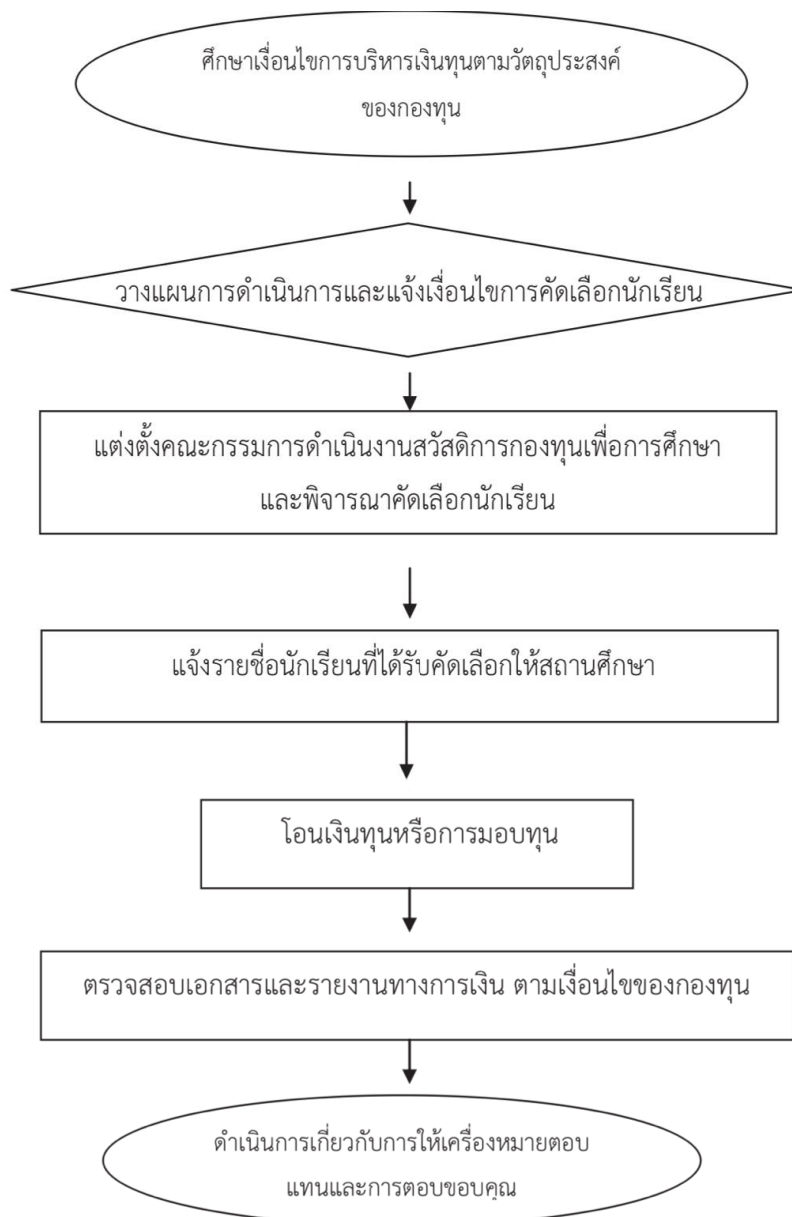 ศึกษาเงื่อนไขการบริหารเงินทุนตามวัตถุประสงค์
ของกองทุน
วางแผนการดำเนินการและแจ้งเงื่อนไขการคัดเลือกนักเรียน
แต่งตั้งคณะกรรมการดำเนินงานสวัสดิการกองทุนเพื่อการศึกษา
และพิจารณาคัดเลือกนักเรียน
แจ้งรายชื่อนักเรียนที่ได้รับคัดเลือกให้สถานศึกษา
โอนเงินทุนหรือการมอบทุน
ตรวจสอบเอกสารและรายงานทางการเงิน ตามเงื่อนไขของกองทุน
ดำเนินการเกี่ยวกับการให้เครื่องหมายตอบ
แทนและการตอบขอบคุณ